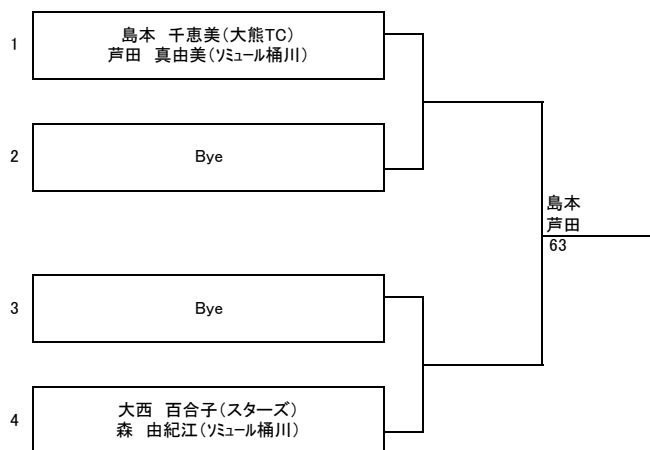 1
島本　千恵美(大熊TC)
芦田　真由美(ｿﾐｭｰﾙ桶川)
2
Bye
島本
芦田
63
3
Bye
4
大西　百合子(スターズ)
森　由紀江(ｿﾐｭｰﾙ桶川)